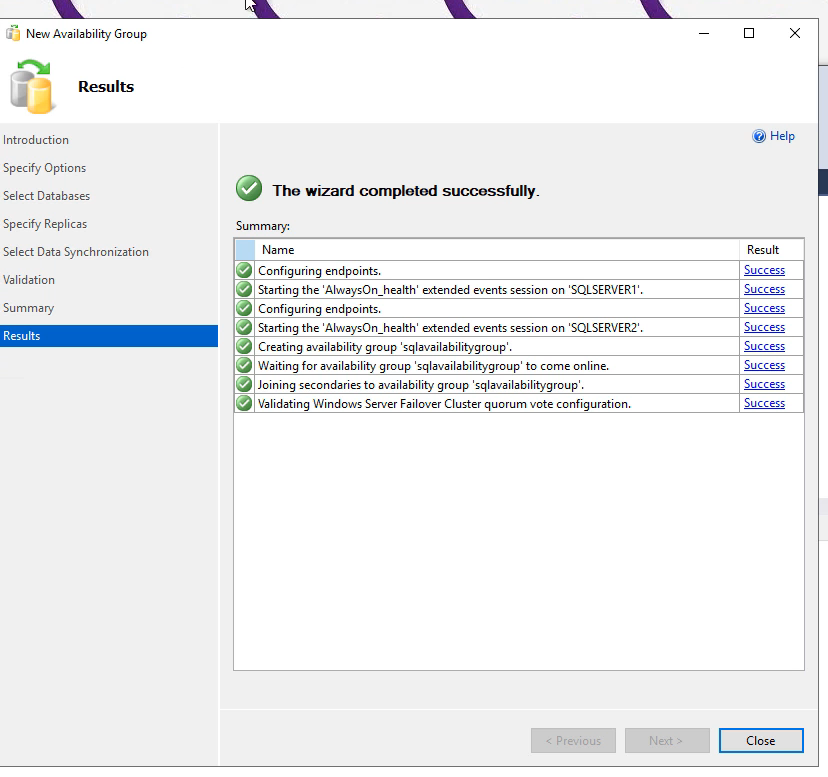 New Availability Group
Results
Introduction
Specify Options
Select Databases
Specify Replicas
Select Data Synchronization
Validation
Summary
Results
Help
The wizard completed successfully.
Summary:
Name Result
Configuring endpoints. Success
Starting the 'AlwaysOn_health' extended events session on 'SQLSERVER1'. Success
Configuring endpoints. Success
Starting the 'AlwaysOn_health' extended events session on 'SQLSERVER2'. Success
Creating availability group 'sqlavailabilitygroup'. Success
Waiting for availability group 'sqlavailabilitygroup' to come online. Success
Joining secondaries to availability group 'sqlavailabilitygroup'. Success
Validating Windows Server Failover Cluster quorum vote configuration. Success
< Previous Next > Close